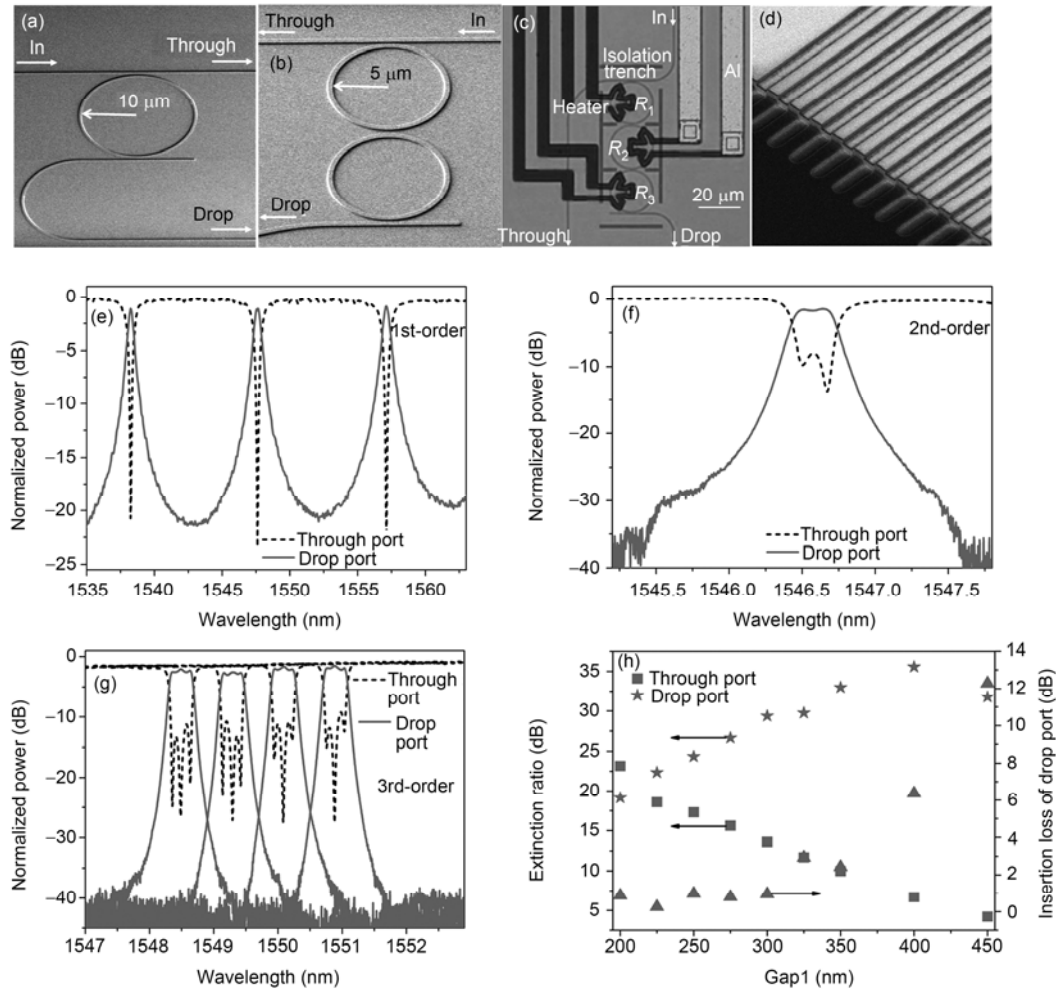 (a)
In
Through
10 μm
Drop
Through
In
(b)
5 μm
Drop
(c)
In
Isolation
trench
Al
Heater
R1
R2
R3
20 μm
Through
Drop
(d)
(e)
1st-order
Normalized power (dB)
0
−5
−10
−15
−20
−25
Through port
Drop port
1535
1540
1545
1550
1555
1560
Wavelength (nm)
(f)
2nd-order
Normalized power (dB)
0
−10
−20
−30
−40
Through port
Drop port
1545.5
1546.0
1546.5
1547.0
1547.5
Wavelength (nm)
(g)
Through
port
Drop
port
3rd-order
Normalized power (dB)
0
−10
−20
−30
−40
1547
1548
1549
1550
1551
1552
Wavelength (nm)
(h)
Through port
Drop port
Extinction ratio (dB)
35
30
25
20
15
10
5
Insertion loss of drop port (dB)
14
12
10
8
6
4
2
0
200
250
300
350
400
450
Gap1 (nm)